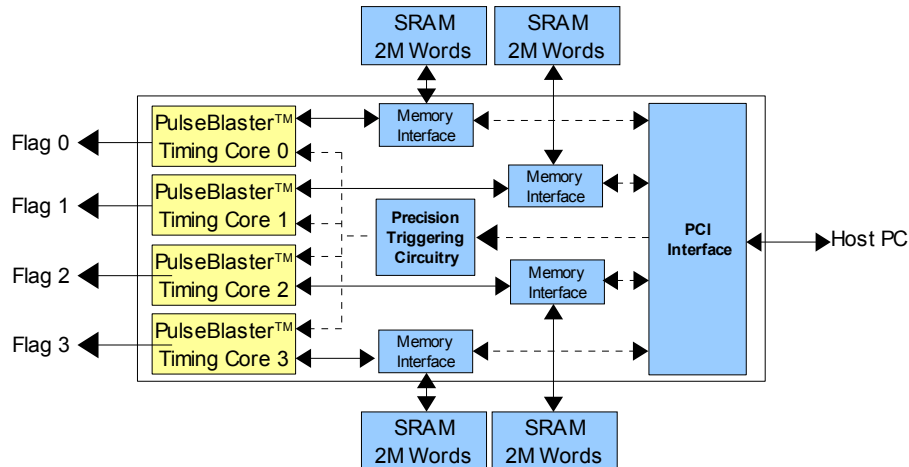 SRAM
2M Words
SRAM
2M Words
PulseBlaster™
Timing Core 0
Memory
Interface
Flag 0
PulseBlaster™
Timing Core 1
Memory
Interface
Flag 1
Precision
Triggering
Circuitry
PCI
Interface
Host PC
PulseBlaster™
Timing Core 2
Memory
Interface
Flag 2
PulseBlaster™
Timing Core 3
Memory
Interface
Flag 3
SRAM
2M Words
SRAM
2M Words